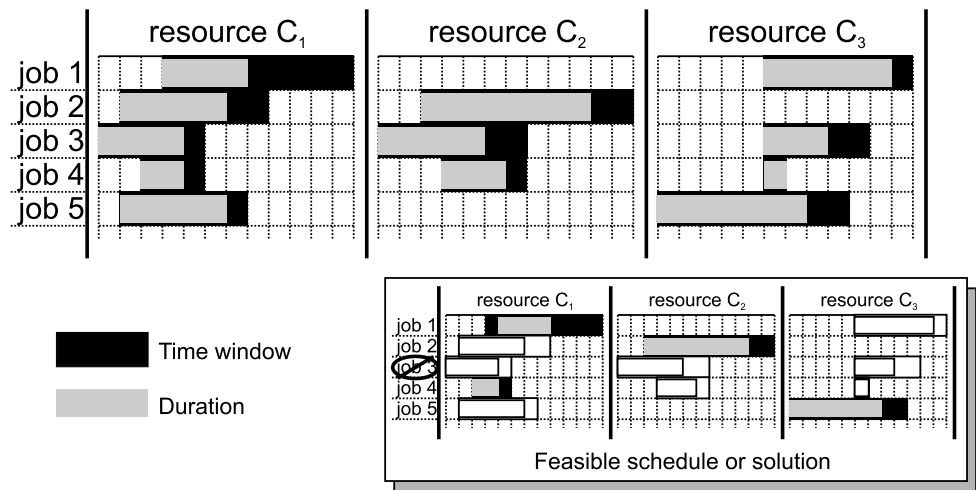 resource C₁ resource C₂ resource C₃
job 1
job 2
job 3
job 4
job 5
Time window
Duration
resource C₁ resource C₂ resource C₃
job 1
job 2
job 3
job 4
job 5
Feasible schedule or solution